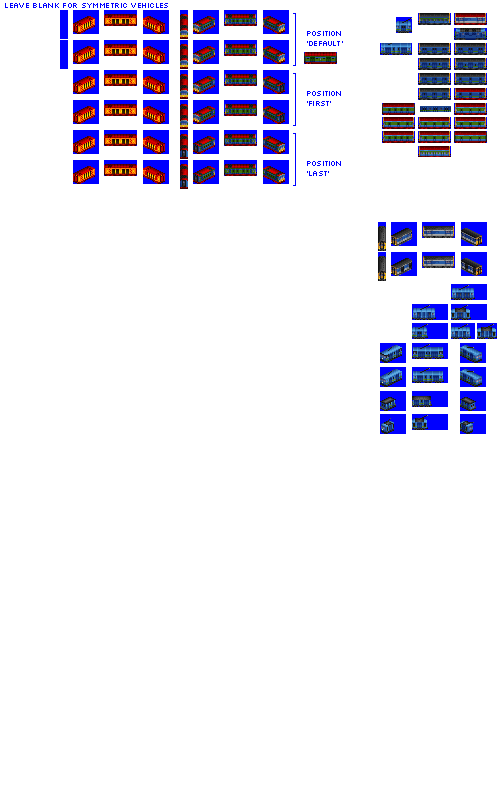 LEAVE BLANK FOR SYMMETRIC VEHICLES
POSITION
'DEFAULT'
POSITION
'FIRST'
POSITION
'LAST'